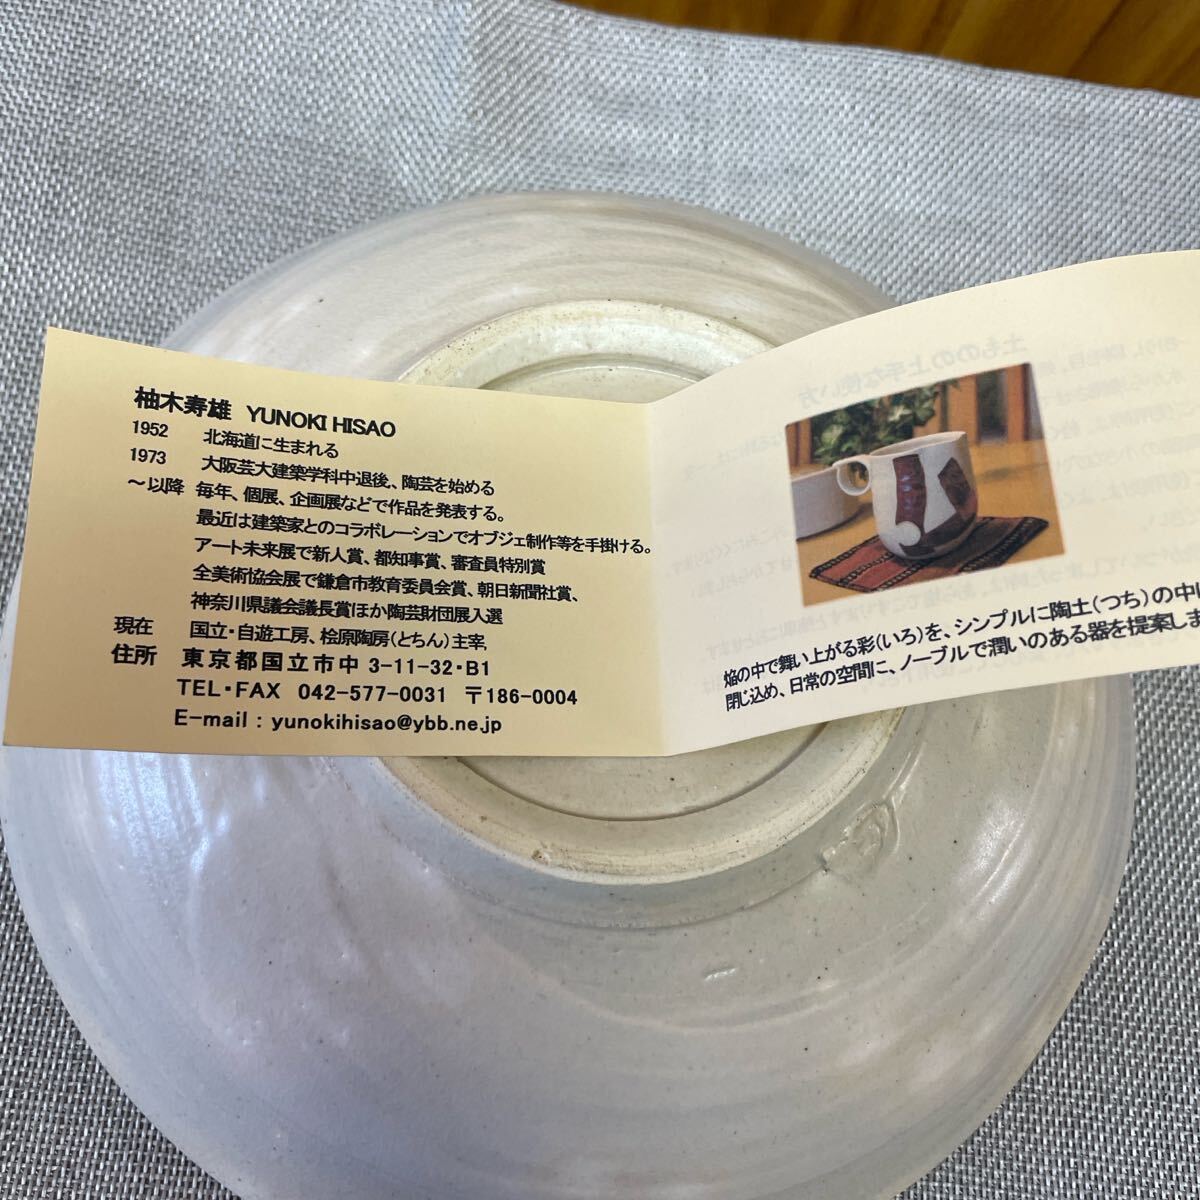 柚木寿雄 YUNOKI HISAO
1952 北海道に生まれる
1973 大阪芸大建築学科中退後、陶芸を始める
～以降 毎年、個展、企画展などで作品を発表する。
最近は建築家とのコラボレーションでオブジェ制作等を手掛ける。
アート未来展で新人賞、都知事賞、審査員特別賞
全美術協会展で鎌倉市教育委員会賞、朝日新聞社賞、
神奈川県議会議長賞ほか陶芸財団展入選
現在 国立・自遊工房、桧原陶房(とちん)主宰,
住所 東京都国立市中 3-11-32・B1
TEL・FAX 042-577-0031 〒186-0004
E-mail : yunokihisao@ybb.ne.jp
焔の中で舞い上がる彩(いろ)を、シンプルに陶土(つち)の中に
閉じ込め、日常の空間に、ノーブルで潤いのある器を提案しま
土ものの上手な使い方